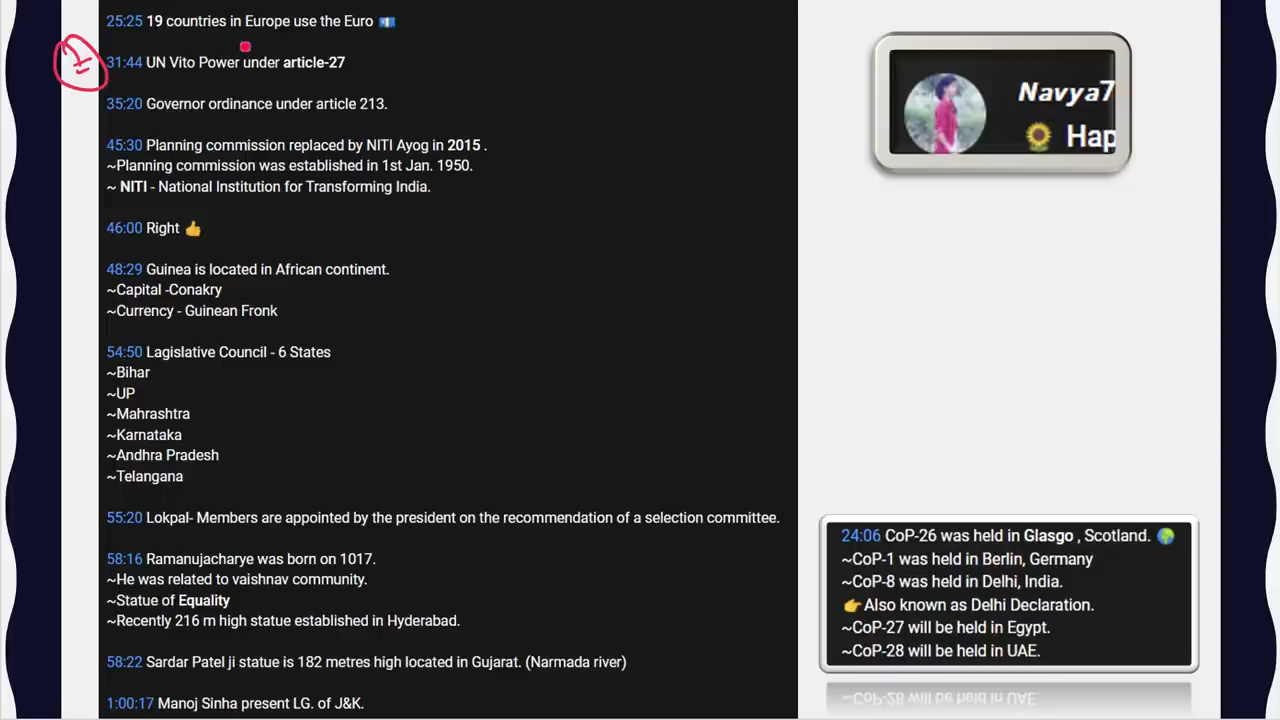 25:25 19 countries in Europe use the Euro 💶
31:44 UN Vito Power under article-27
35:20 Governor ordinance under article 213.
45:30 Planning commission replaced by NITI Ayog in 2015 .
~Planning commission was established in 1st Jan. 1950.
~ NITI - National Institution for Transforming India.
46:00 Right 👍
48:29 Guinea is located in African continent.
~Capital -Conakry
~Currency - Guinean Fronk
54:50 Lagislative Council - 6 States
~Bihar
~UP
~Mahrashtra
~Karnataka
~Andhra Pradesh
~Telangana
55:20 Lokpal- Members are appointed by the president on the recommendation of a selection committee.
58:16 Ramanujacharye was born on 1017.
~He was related to vaishnav community.
~Statue of Equality
~Recently 216 m high statue established in Hyderabad.
58:22 Sardar Patel ji statue is 182 metres high located in Gujarat. (Narmada river)
1:00:17 Manoj Sinha present LG. of J&K.
Navya7
🌻 Hap
24:06 CoP-26 was held in Glasgo , Scotland. 🌍
~CoP-1 was held in Berlin, Germany
~CoP-8 was held in Delhi, India.
👉 Also known as Delhi Declaration.
~CoP-27 will be held in Egypt.
~CoP-28 will be held in UAE.